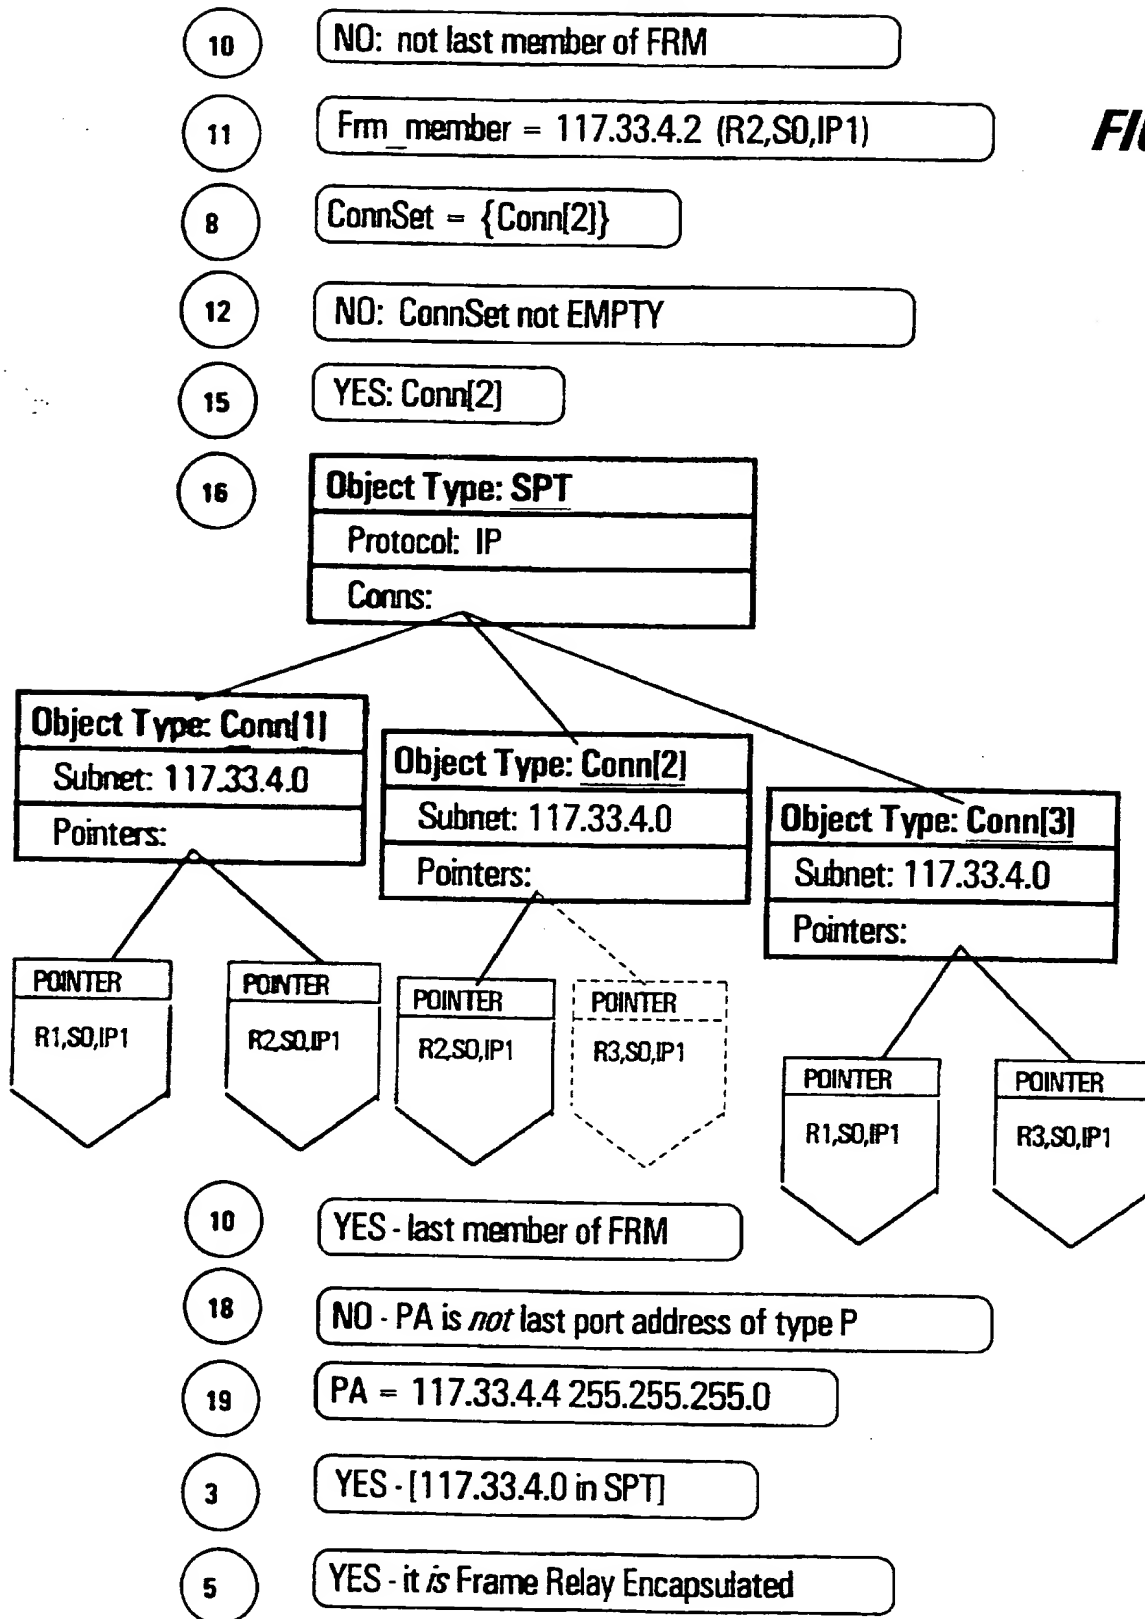 10
NO: not last member of FRM
11
Frm_member = 117.33.4.2 (R2,S0,IP1)
8
ConnSet = {Conn[2]}
12
NO: ConnSet not EMPTY
15
YES: Conn[2]
16
Object Type: SPT
Protocol: IP
Conns:
Object Type: Conn[1]
Subnet: 117.33.4.0
Pointers:
Object Type: Conn[2]
Subnet: 117.33.4.0
Pointers:
Object Type: Conn[3]
Subnet: 117.33.4.0
Pointers:
POINTER
R1,S0,IP1
POINTER
R2,S0,IP1
POINTER
R2,S0,IP1
POINTER
R3,S0,IP1
POINTER
R1,S0,IP1
POINTER
R3,S0,IP1
10
YES - last member of FRM
18
NO - PA is not last port address of type P
19
PA = 117.33.4.4 255.255.255.0
3
YES - [117.33.4.0 in SPT]
5
YES - it is Frame Relay Encapsulated